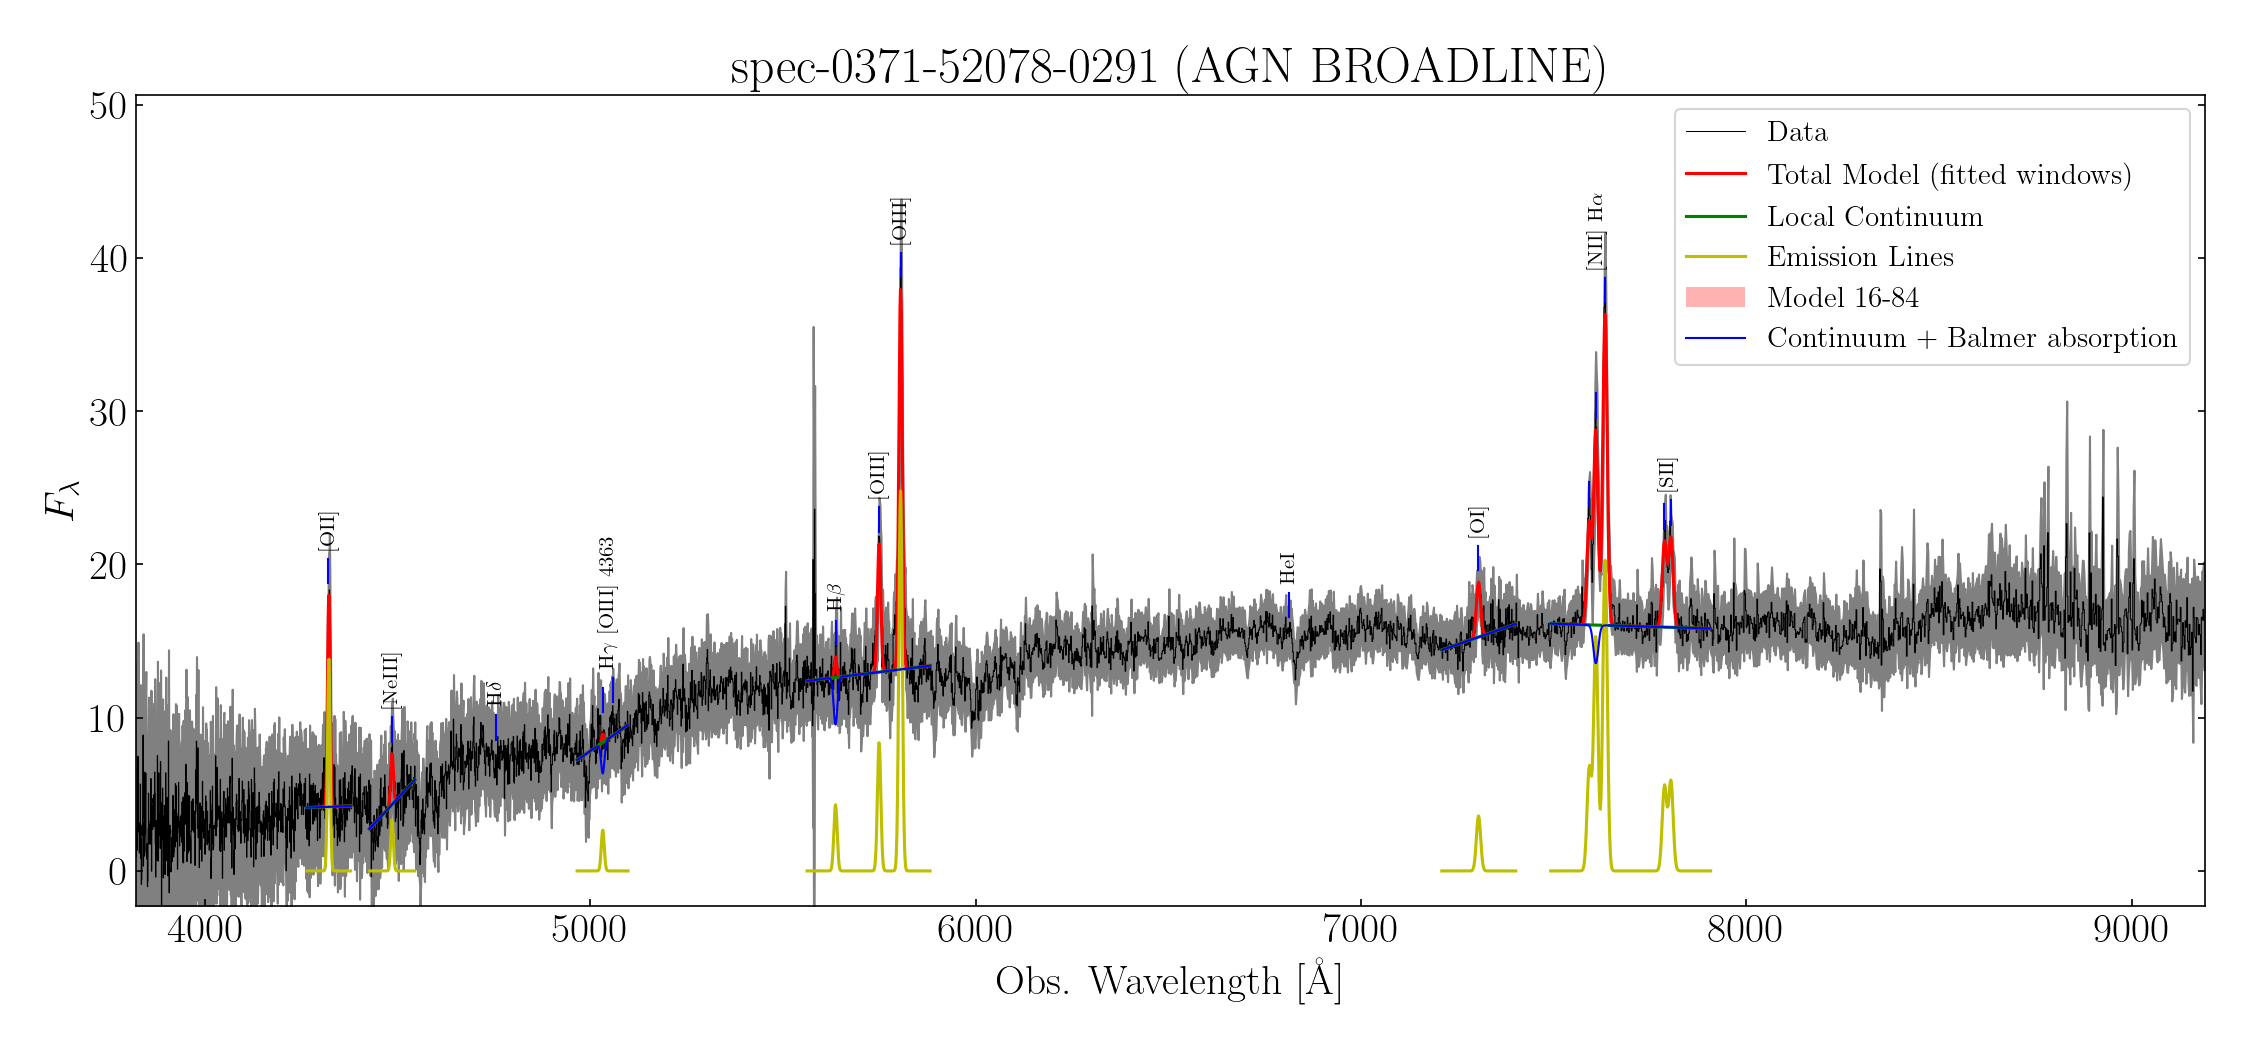 spec-0371-52078-0291 (AGN BROADLINE)
50
40
30
20
10
0
F_λ
Data
Total Model (fitted windows)
Local Continuum
Emission Lines
Model 16-84
Continuum + Balmer absorption
[OII]
[NeIII]
Hδ
Hγ [OIII] 4363
Hβ
[OIII]
[OIII]
HeI
[OI]
[NII] Hα
[SII]
4000 5000 6000 7000 8000 9000
Obs. Wavelength [Å]